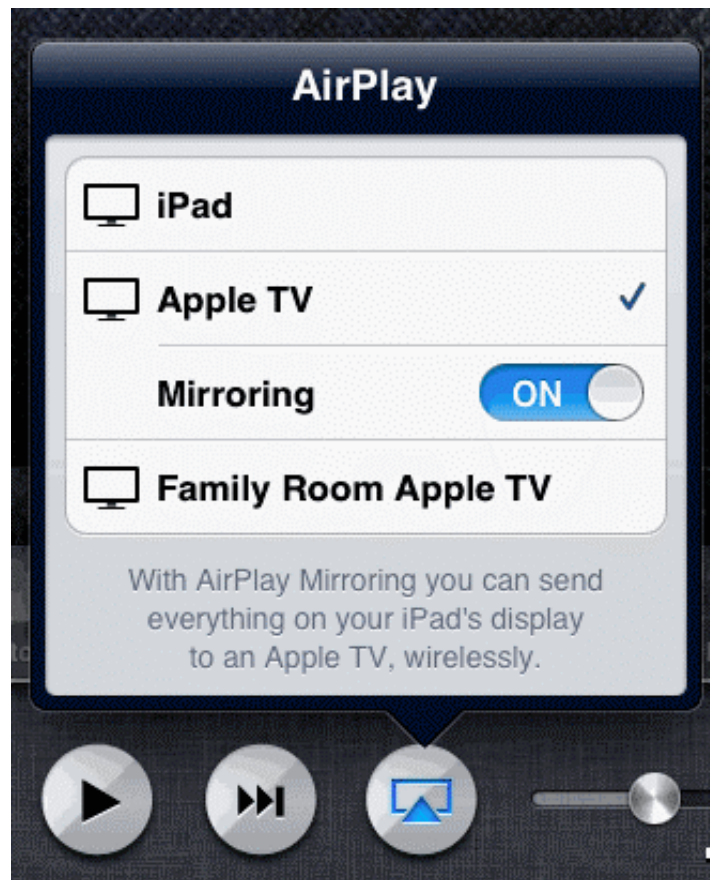 AirPlay
iPad
Apple TV
Mirroring ON
Family Room Apple TV
With AirPlay Mirroring you can send
everything on your iPad's display
to an Apple TV, wirelessly.